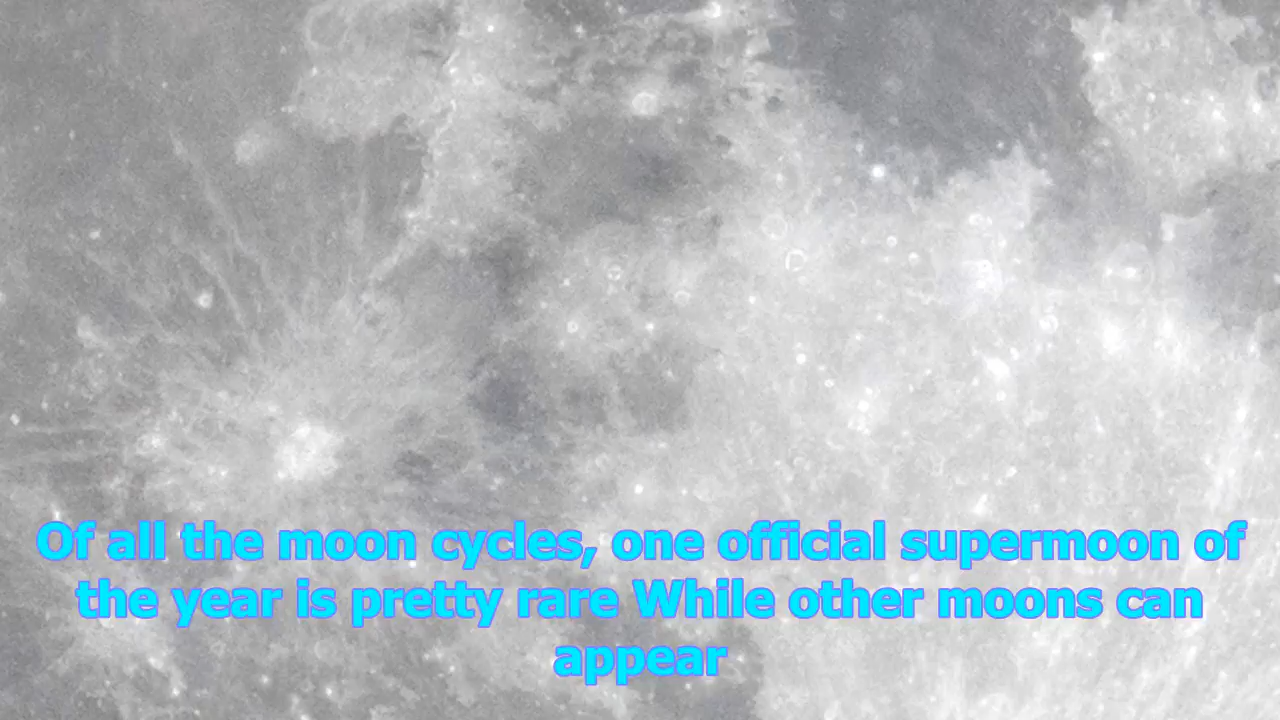 Of all the moon cycles, one official supermoon of
the year is pretty rare While other moons can
appear